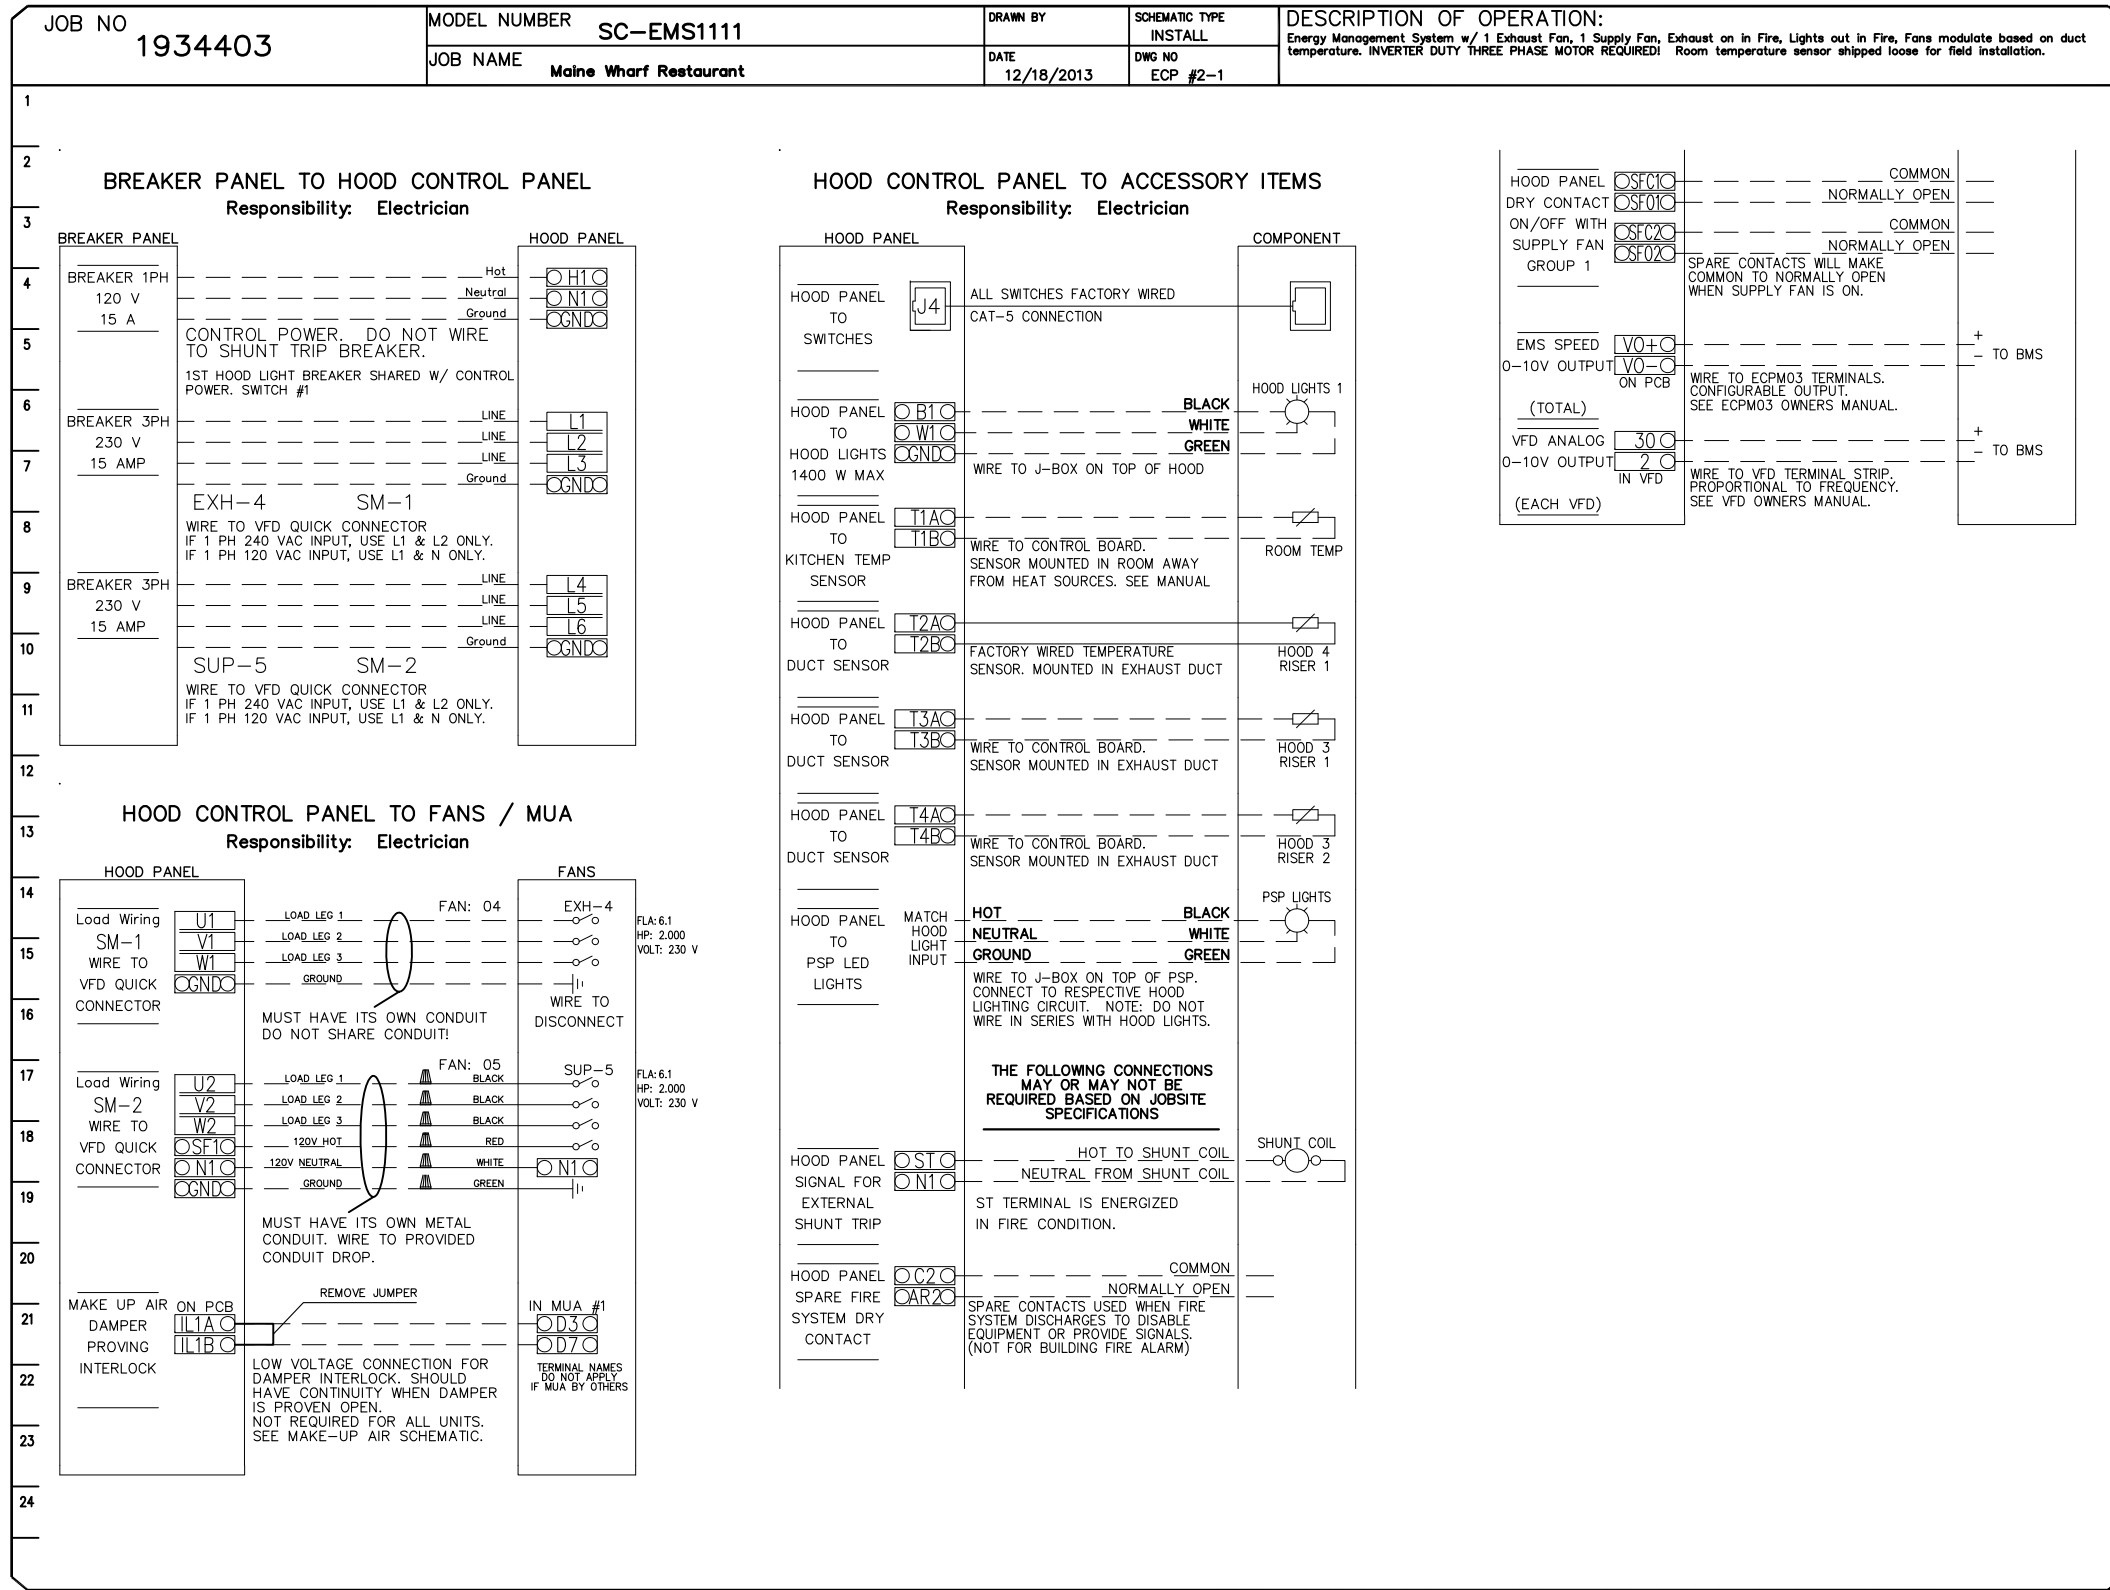 JOB NO
1934403
MODEL NUMBER
SC-EMS1111
JOB NAME
Maine Wharf Restaurant
DRAWN BY
DATE
12/18/2013
SCHEMATIC TYPE
INSTALL
DWG NO
ECP #2-1
DESCRIPTION OF OPERATION:
Energy Management System w/ 1 Exhaust Fan, 1 Supply Fan, Exhaust on in Fire, Lights out in Fire, Fans modulate based on duct
temperature. INVERTER DUTY THREE PHASE MOTOR REQUIRED! Room temperature sensor shipped loose for field installation.
1
2
3
4
5
6
7
8
9
10
11
12
13
14
15
16
17
18
19
20
21
22
23
24
BREAKER PANEL TO HOOD CONTROL PANEL
Responsibility: Electrician
BREAKER PANEL
HOOD PANEL
BREAKER 1PH
120 V
15 A
Hot
Neutral
Ground
H1
N1
GND
CONTROL POWER. DO NOT WIRE
TO SHUNT TRIP BREAKER.
1ST HOOD LIGHT BREAKER SHARED W/ CONTROL
POWER. SWITCH #1
BREAKER 3PH
230 V
15 AMP
LINE
LINE
LINE
Ground
L1
L2
L3
GND
EXH-4 SM-1
WIRE TO VFD QUICK CONNECTOR
IF 1 PH 240 VAC INPUT, USE L1 & L2 ONLY.
IF 1 PH 120 VAC INPUT, USE L1 & N ONLY.
BREAKER 3PH
230 V
15 AMP
LINE
LINE
LINE
Ground
L4
L5
L6
GND
SUP-5 SM-2
WIRE TO VFD QUICK CONNECTOR
IF 1 PH 240 VAC INPUT, USE L1 & L2 ONLY.
IF 1 PH 120 VAC INPUT, USE L1 & N ONLY.
HOOD CONTROL PANEL TO FANS / MUA
Responsibility: Electrician
HOOD PANEL
FANS
Load Wiring
SM-1
WIRE TO
VFD QUICK
CONNECTOR
U1
V1
W1
GND
LOAD LEG 1
LOAD LEG 2
LOAD LEG 3
GROUND
FAN: 04
EXH-4
FLA: 6.1
HP: 2.000
VOLT: 230 V
WIRE TO
DISCONNECT
MUST HAVE ITS OWN CONDUIT
DO NOT SHARE CONDUIT!
Load Wiring
SM-2
WIRE TO
VFD QUICK
CONNECTOR
U2
V2
W2
SF1
N1
GND
LOAD LEG 1
LOAD LEG 2
LOAD LEG 3
120V HOT
120V NEUTRAL
GROUND
FAN: 05
BLACK
BLACK
BLACK
RED
WHITE
GREEN
SUP-5
N1
FLA: 6.1
HP: 2.000
VOLT: 230 V
MUST HAVE ITS OWN METAL
CONDUIT. WIRE TO PROVIDED
CONDUIT DROP.
MAKE UP AIR
DAMPER
PROVING
INTERLOCK
ON PCB
IL1A
IL1B
REMOVE JUMPER
IN MUA #1
D3
D7
TERMINAL NAMES
DO NOT APPLY
IF MUA BY OTHERS
LOW VOLTAGE CONNECTION FOR
DAMPER INTERLOCK. SHOULD
HAVE CONTINUITY WHEN DAMPER
IS PROVEN OPEN.
NOT REQUIRED FOR ALL UNITS.
SEE MAKE-UP AIR SCHEMATIC.
HOOD CONTROL PANEL TO ACCESSORY ITEMS
Responsibility: Electrician
HOOD PANEL
COMPONENT
HOOD PANEL
TO
SWITCHES
J4
ALL SWITCHES FACTORY WIRED
CAT-5 CONNECTION
HOOD PANEL
TO
HOOD LIGHTS
1400 W MAX
B1
W1
GND
BLACK
WHITE
GREEN
HOOD LIGHTS 1
WIRE TO J-BOX ON TOP OF HOOD
HOOD PANEL
TO
KITCHEN TEMP
SENSOR
T1A
T1B
WIRE TO CONTROL BOARD.
SENSOR MOUNTED IN ROOM AWAY
FROM HEAT SOURCES. SEE MANUAL
ROOM TEMP
HOOD PANEL
TO
DUCT SENSOR
T2A
T2B
FACTORY WIRED TEMPERATURE
SENSOR. MOUNTED IN EXHAUST DUCT
HOOD 4
RISER 1
HOOD PANEL
TO
DUCT SENSOR
T3A
T3B
WIRE TO CONTROL BOARD.
SENSOR MOUNTED IN EXHAUST DUCT
HOOD 3
RISER 1
HOOD PANEL
TO
DUCT SENSOR
T4A
T4B
WIRE TO CONTROL BOARD.
SENSOR MOUNTED IN EXHAUST DUCT
HOOD 3
RISER 2
HOOD PANEL
TO
PSP LED
LIGHTS
MATCH
HOOD
LIGHT
INPUT
HOT
NEUTRAL
GROUND
BLACK
WHITE
GREEN
PSP LIGHTS
WIRE TO J-BOX ON TOP OF PSP.
CONNECT TO RESPECTIVE HOOD
LIGHTING CIRCUIT. NOTE: DO NOT
WIRE IN SERIES WITH HOOD LIGHTS.
THE FOLLOWING CONNECTIONS
MAY OR MAY NOT BE
REQUIRED BASED ON JOBSITE
SPECIFICATIONS
HOOD PANEL
SIGNAL FOR
EXTERNAL
SHUNT TRIP
ST
N1
HOT TO SHUNT COIL
NEUTRAL FROM SHUNT COIL
SHUNT COIL
ST TERMINAL IS ENERGIZED
IN FIRE CONDITION.
HOOD PANEL
SPARE FIRE
SYSTEM DRY
CONTACT
C2
AR2
COMMON
NORMALLY OPEN
SPARE CONTACTS USED WHEN FIRE
SYSTEM DISCHARGES TO DISABLE
EQUIPMENT OR PROVIDE SIGNALS.
(NOT FOR BUILDING FIRE ALARM)
HOOD PANEL
DRY CONTACT
ON/OFF WITH
SUPPLY FAN
GROUP 1
SFC1
SFO1
SFC2
SFO2
COMMON
NORMALLY OPEN
COMMON
NORMALLY OPEN
SPARE CONTACTS WILL MAKE
COMMON TO NORMALLY OPEN
WHEN SUPPLY FAN IS ON.
EMS SPEED
0-10V OUTPUT
(TOTAL)
VO+
VO-
ON PCB
+
- TO BMS
WIRE TO ECPM03 TERMINALS.
CONFIGURABLE OUTPUT.
SEE ECPM03 OWNERS MANUAL.
VFD ANALOG
0-10V OUTPUT
(EACH VFD)
30
2
IN VFD
+
- TO BMS
WIRE TO VFD TERMINAL STRIP.
PROPORTIONAL TO FREQUENCY.
SEE VFD OWNERS MANUAL.